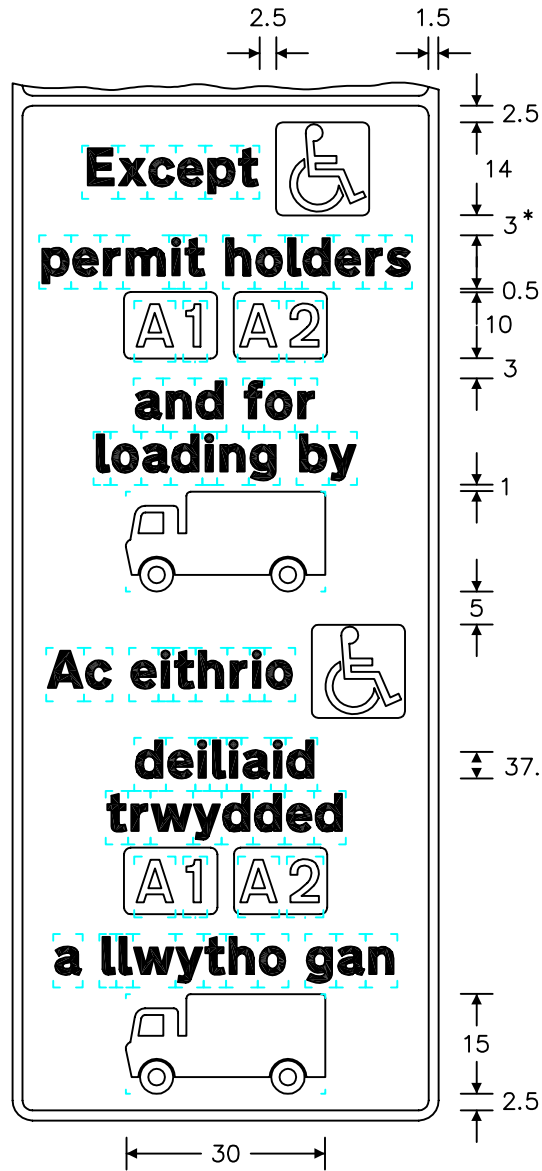 2.5 1.5
2.5
Except
14
3*
permit holders
0.5
A1 A2
10
3
and for
loading by
1
5
Ac eithrio
deiliaid
37.
trwydded
A1 A2
a llwytho gan
15
2.5
30